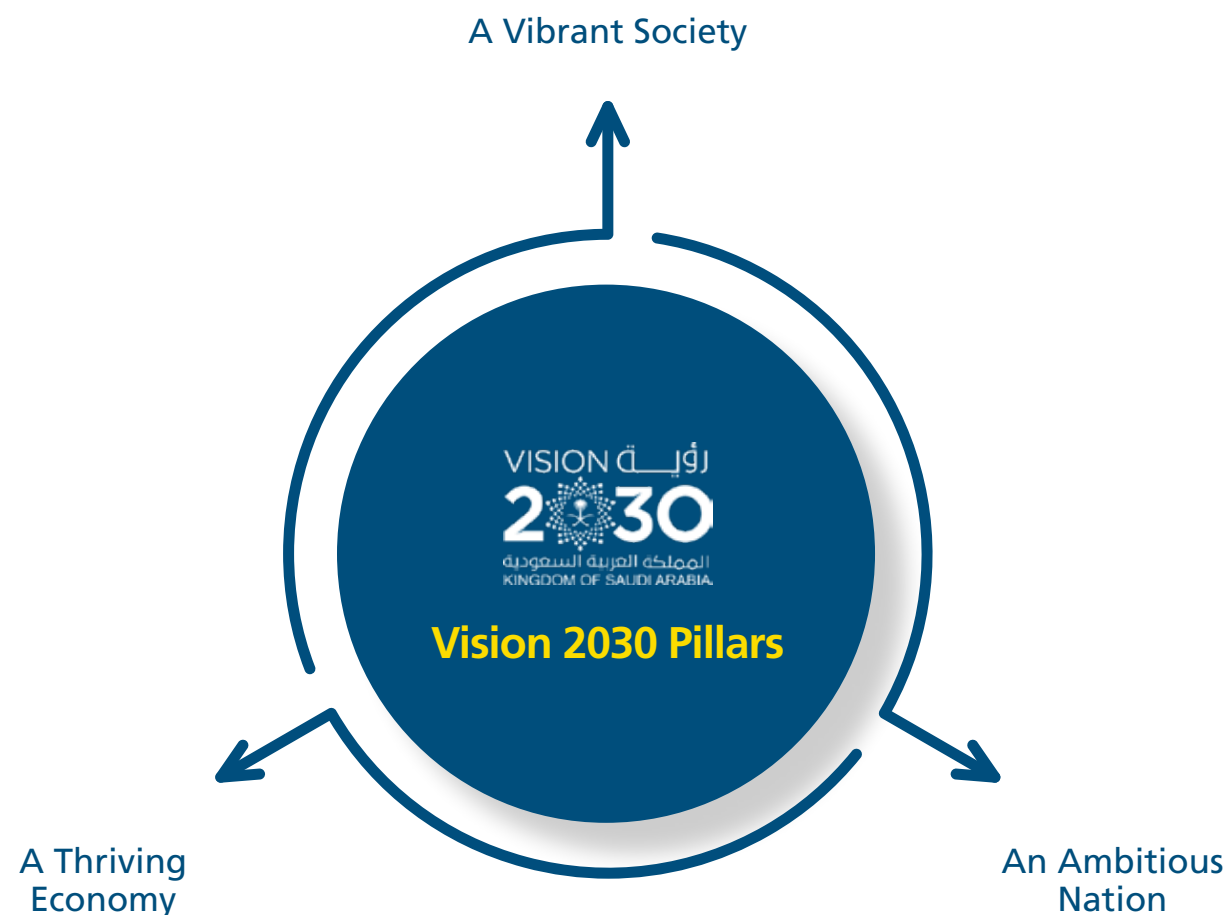 A Vibrant Society
VISION رؤيــــة
2030
المملكة العربية السعودية
KINGDOM OF SAUDI ARABIA
Vision 2030 Pillars
A Thriving
Economy
An Ambitious
Nation